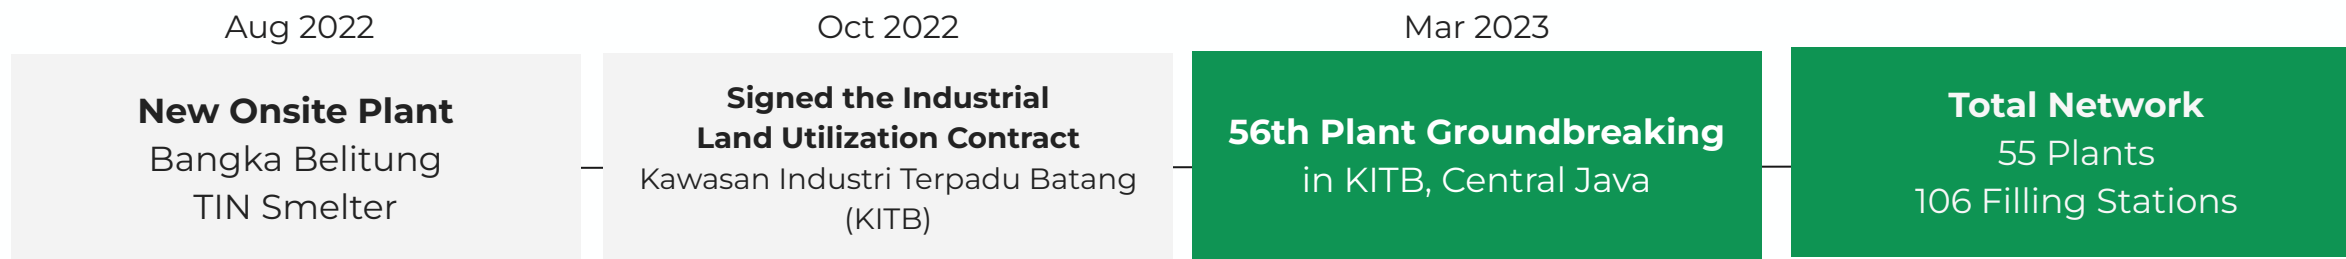 Aug 2022
New Onsite Plant
Bangka Belitung
TIN Smelter
Oct 2022
Signed the Industrial
Land Utilization Contract
Kawasan Industri Terpadu Batang
(KITB)
Mar 2023
56th Plant Groundbreaking
in KITB, Central Java
Total Network
55 Plants
106 Filling Stations